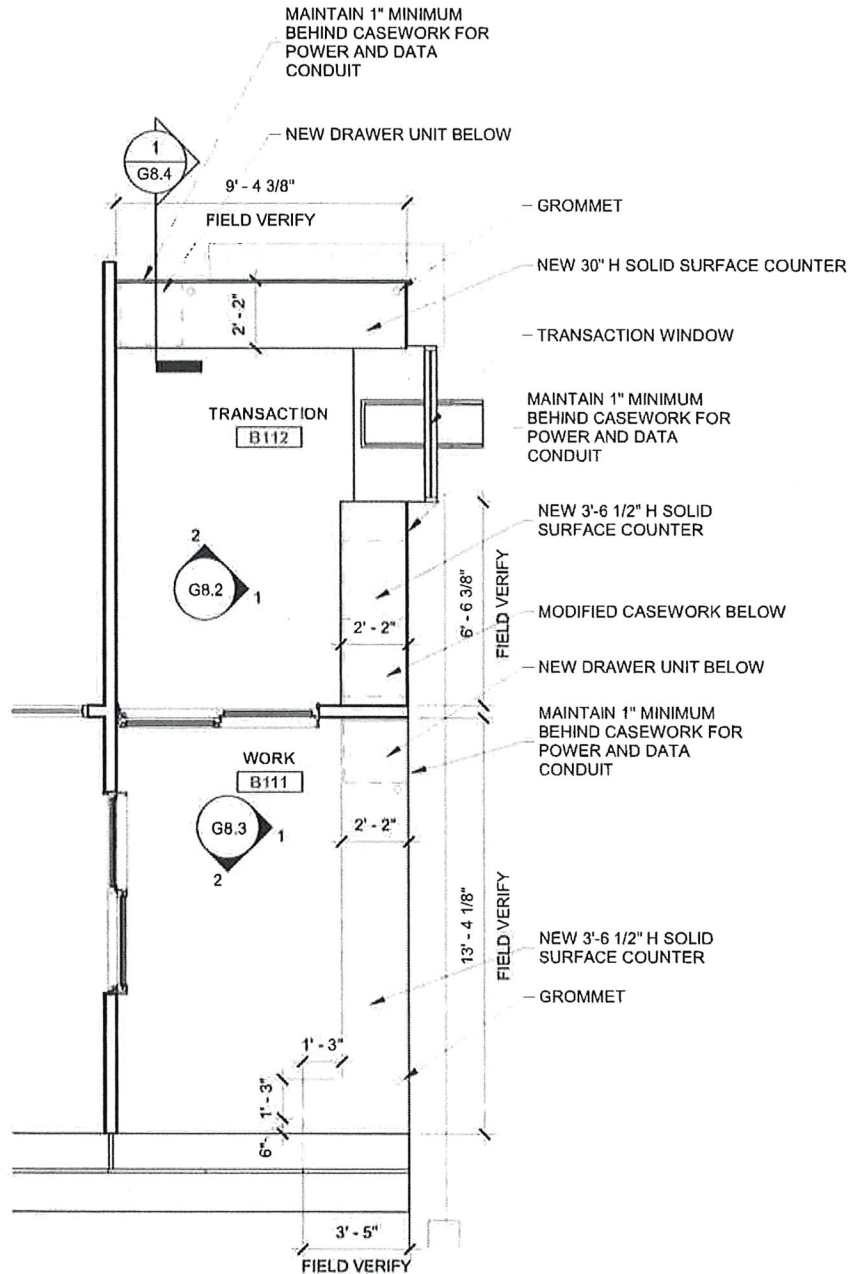 MAINTAIN 1" MINIMUM
BEHIND CASEWORK FOR
POWER AND DATA
CONDUIT
NEW DRAWER UNIT BELOW
1
G8.4
9' - 4 3/8"
FIELD VERIFY
GROMMET
NEW 30" H SOLID SURFACE COUNTER
2' - 2"
TRANSACTION WINDOW
MAINTAIN 1" MINIMUM
BEHIND CASEWORK FOR
POWER AND DATA
CONDUIT
TRANSACTION
B112
NEW 3'-6 1/2" H SOLID
SURFACE COUNTER
2
G8.2
1
6' - 6 3/8"
FIELD VERIFY
2' - 2"
MODIFIED CASEWORK BELOW
NEW DRAWER UNIT BELOW
MAINTAIN 1" MINIMUM
BEHIND CASEWORK FOR
POWER AND DATA
CONDUIT
WORK
B111
G8.3
1
2
2' - 2"
13' - 4 1/8"
FIELD VERIFY
NEW 3'-6 1/2" H SOLID
SURFACE COUNTER
GROMMET
1' - 3"
1' - 3"
6"
3' - 5"
FIELD VERIFY